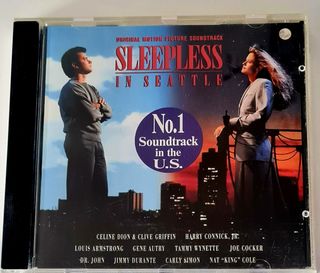 ORIGINAL MOTION PICTURE SOUNDTRACK
SLEEPLESS
IN SEATTLE
No.1
Soundtrack
in the
U.S.
CELINE DION & CLIVE GRIFFIN HARRY CONNICK, JR.
LOUIS ARMSTRONG GENE AUTRY TAMMY WYNETTE JOE COCKER
DR. JOHN JIMMY DURANTE CARLY SIMON NAT "KING" COLE